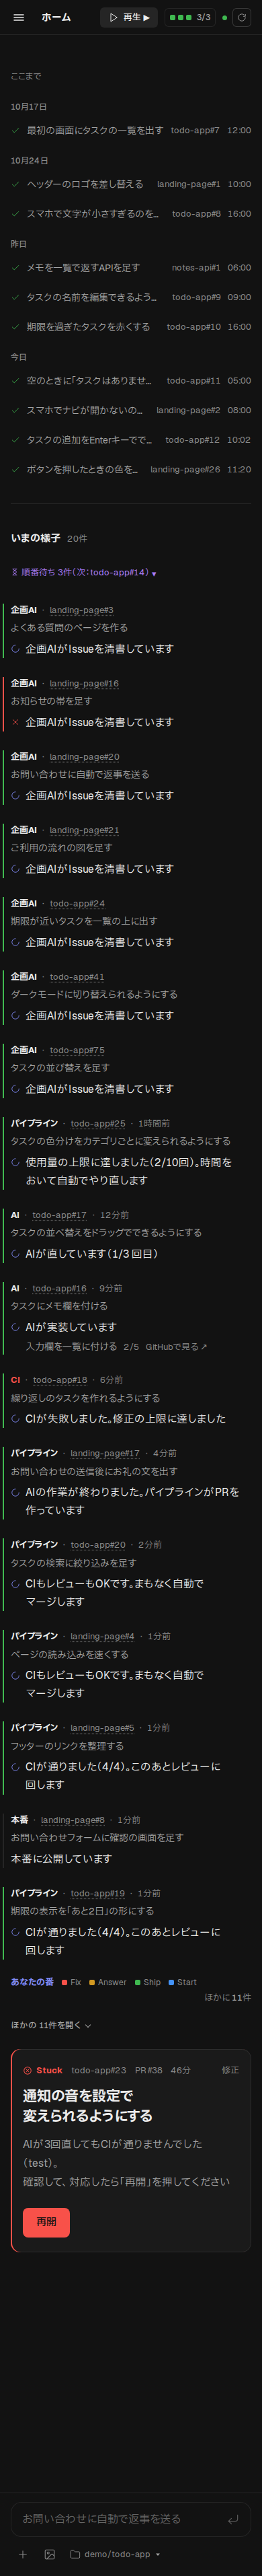 ホーム 再生 ▶ 3/3
ここまで
10月17日
最初の画面にタスクの一覧を出す todo-app#7 12:00
10月24日
ヘッダーのロゴを差し替える landing-page#1 10:00
スマホで文字が小さすぎるのを… todo-app#8 16:00
昨日
メモを一覧で返すAPIを足す notes-api#1 06:00
タスクの名前を編集できるよう… todo-app#9 09:00
期限を過ぎたタスクを赤くする todo-app#10 16:00
今日
空のときに「タスクはありませ… todo-app#11 05:00
スマホでナビが開かないの… landing-page#2 08:00
タスクの追加をEnterキーでで… todo-app#12 10:02
ボタンを押したときの色を… landing-page#26 11:20
いまの様子 20件
順番待ち 3件（次：todo-app#14）▼
企画AI · landing-page#3
よくある質問のページを作る
企画AIがIssueを清書しています
企画AI · landing-page#16
お知らせの帯を足す
企画AIがIssueを清書しています
企画AI · landing-page#20
お問い合わせに自動で返事を送る
企画AIがIssueを清書しています
企画AI · landing-page#21
ご利用の流れの図を足す
企画AIがIssueを清書しています
企画AI · todo-app#24
期限が近いタスクを一覧の上に出す
企画AIがIssueを清書しています
企画AI · todo-app#41
ダークモードに切り替えられるようにする
企画AIがIssueを清書しています
企画AI · todo-app#75
タスクの並び替えを足す
企画AIがIssueを清書しています
パイプライン · todo-app#25 · 1時間前
タスクの色分けをカテゴリごとに変えられるようにする
使用量の上限に達しました（2/10回）。時間を
おいて自動でやり直します
AI · todo-app#17 · 12分前
タスクの並べ替えをドラッグでできるようにする
AIが直しています（1/3 回目）
AI · todo-app#16 · 9分前
タスクにメモ欄を付ける
AIが実装しています
入力欄を一覧に付ける 2/5 GitHubで見る ↗
CI · todo-app#18 · 6分前
繰り返しのタスクを作れるようにする
CIが失敗しました。修正の上限に達しました
パイプライン · landing-page#17 · 4分前
お問い合わせの送信後にお礼の文を出す
AIの作業が終わりました。パイプラインがPRを
作っています
パイプライン · todo-app#20 · 2分前
タスクの検索に絞り込みを足す
CIもレビューもOKです。まもなく自動で
マージします
パイプライン · landing-page#4 · 1分前
ページの読み込みを速くする
CIもレビューもOKです。まもなく自動で
マージします
パイプライン · landing-page#5 · 1分前
フッターのリンクを整理する
CIが通りました（4/4）。このあとレビューに
回します
本番 · landing-page#8 · 1分前
お問い合わせフォームに確認の画面を足す
本番に公開しています
パイプライン · todo-app#19 · 1分前
期限の表示を「あと2日」の形にする
CIが通りました（4/4）。このあとレビューに
回します
あなたの番 Fix Answer Ship Start
ほかに 11件
ほかの 11件を開く
Stuck todo-app#23 PR#38 46分 修正
通知の音を設定で
変えられるようにする
AIが3回直してもCIが通りませんでした
（test）。
確認して、対応したら「再開」を押してください
再開
お問い合わせに自動で返事を送る
demo/todo-app